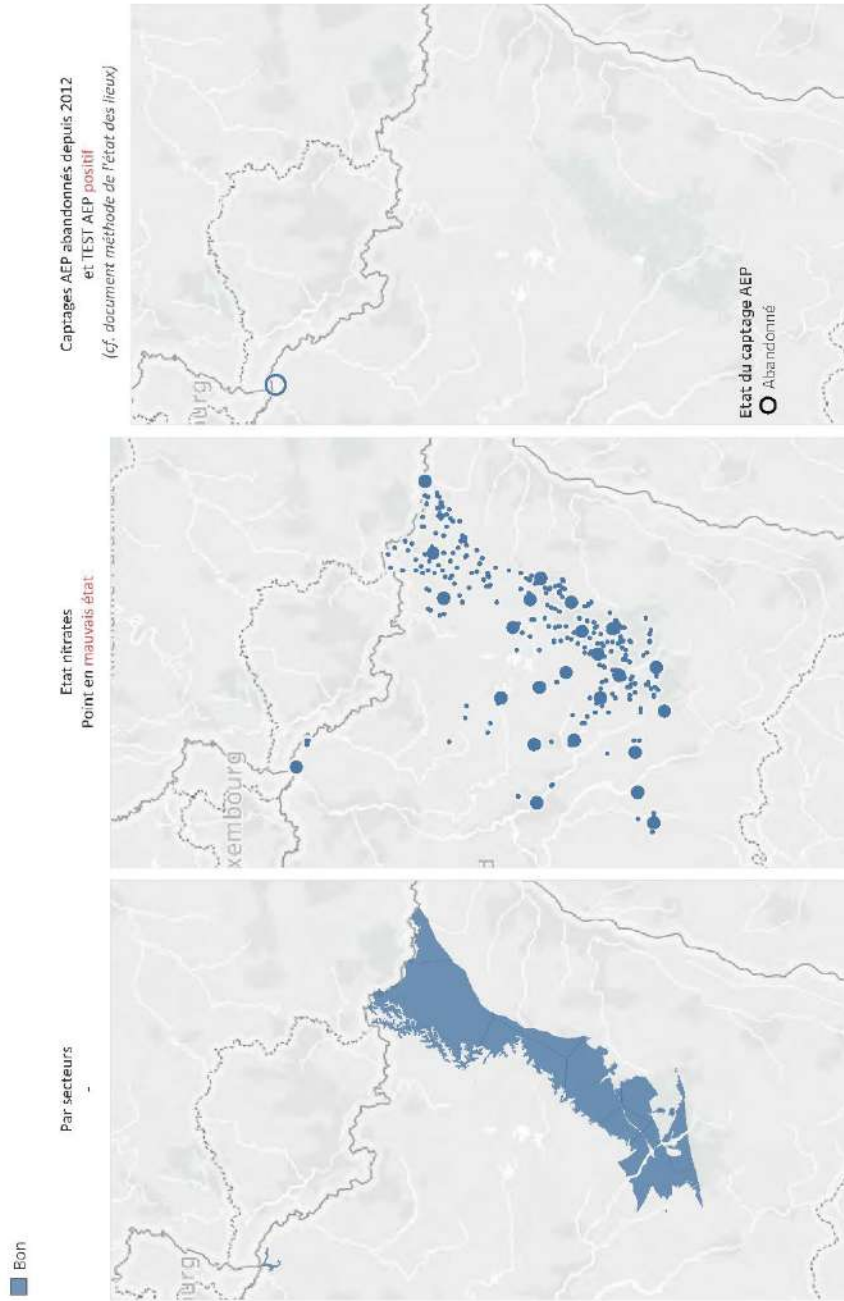 Bon
Par secteurs
-
Etat nitrates
Point en mauvais état
Captages AEP abandonnés depuis 2012
et TEST AEP positif
(cf. document méthode de l'état des lieux)
xembourg
d
urg
Etat du captage AEP
Abandonné